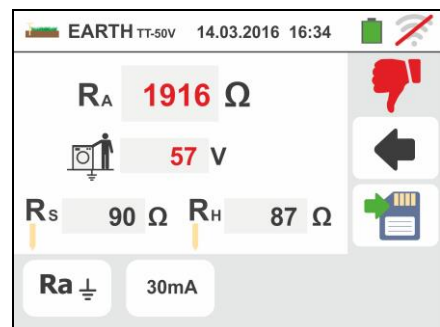 EARTH TT-50V 14.03.2016 16:34
RA 1916 Ω
57 V
RS 90 Ω RH 87 Ω
Ra 30mA